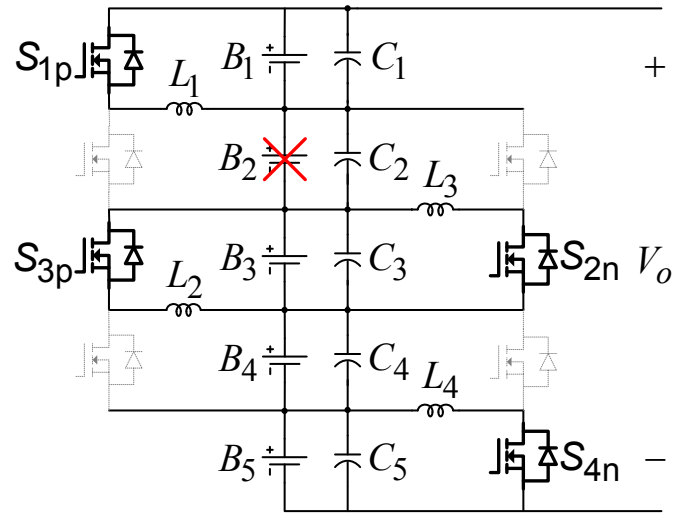 S1p
L1
B1
C1
+
B2
C2
L3
S3p
L2
B3
C3
S2n
Vo
B4
C4
L4
B5
C5
S4n
−